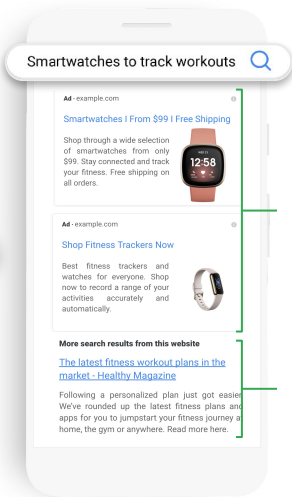 Smartwatches to track workouts
Ad · example.com
Smartwatches I From $99 I Free Shipping
Shop through a wide selection
of smartwatches from only
$99. Stay connected and track
your fitness. Free shipping on
all orders.
12:58
Ad · example.com
Shop Fitness Trackers Now
Best fitness trackers and
watches for everyone. Shop
now to record a range of your
activities accurately and
automatically.
More search results from this website
The latest fitness workout plans in the
market - Healthy Magazine
Following a personalized plan just got easier
We've rounded up the latest fitness plans and
apps for you to jumpstart your fitness journey a
home, the gym or anywhere. Read more here.